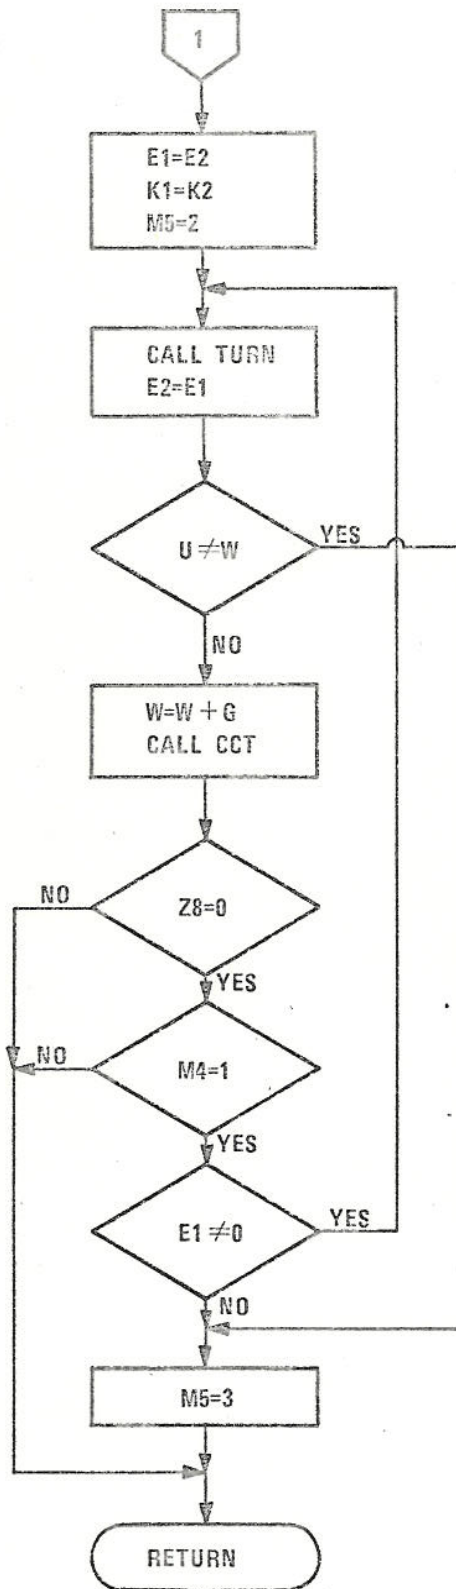 1
E1=E2
K1=K2
M5=2
CALL TURN
E2=E1
U≠W
YES
NO
W=W+G
CALL CCT
Z8=0
NO
YES
M4=1
NO
YES
E1≠0
YES
NO
M5=3
RETURN